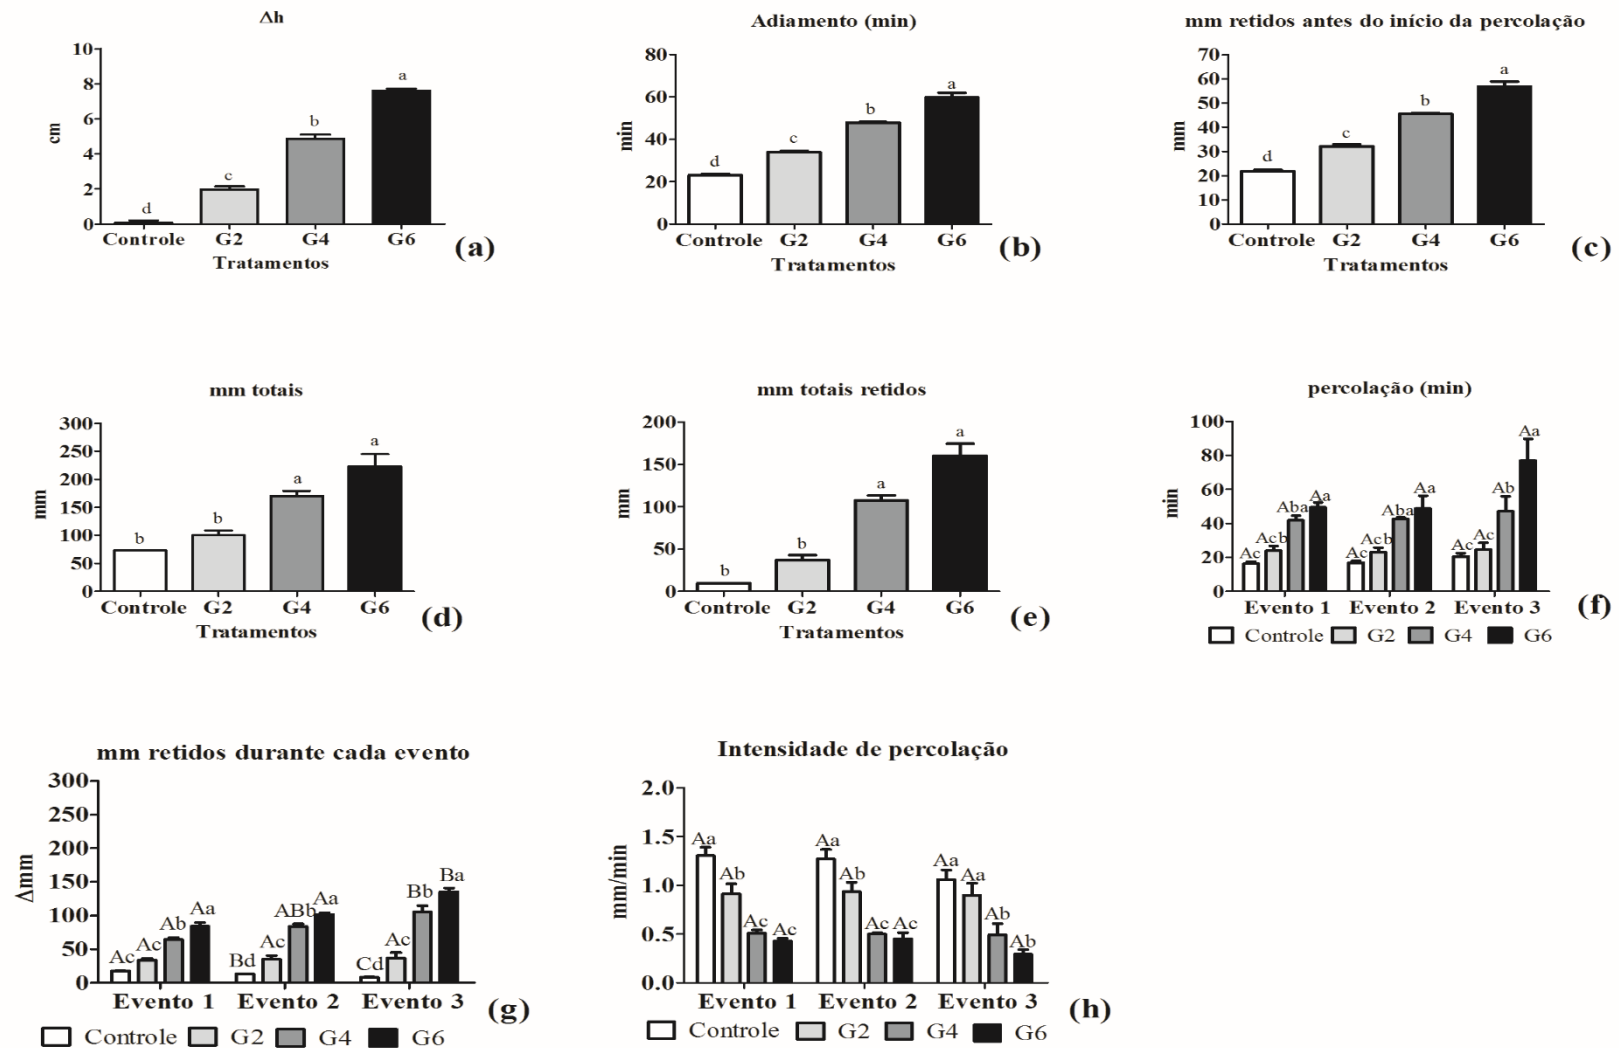 Δh
10
8
6
4
2
0
cm
d
c
b
a
Controle G2 G4 G6
Tratamentos
(a)
Adiamento (min)
80
60
40
20
0
min
d
c
b
a
Controle G2 G4 G6
Tratamentos
(b)
mm retidos antes do início da percolação
70
60
50
40
30
20
10
0
mm
d
c
b
a
Controle G2 G4 G6
Tratamentos
(c)
mm totais
300
250
200
150
100
50
0
mm
b
b
a
a
Controle G2 G4 G6
Tratamentos
(d)
mm totais retidos
200
150
100
50
0
mm
b
b
a
a
Controle G2 G4 G6
Tratamentos
(e)
percolação (min)
100
80
60
40
20
0
min
Ac Acb Aba Aa
Ac Acb Aba Aa
Ac Ac Ab Aa
Evento 1 Evento 2 Evento 3
Controle G2 G4 G6
(f)
mm retidos durante cada evento
300
250
200
150
100
50
0
Δmm
Ac Ac Ab Aa
Bd Ac ABb Aa
Cd Ac Bb Ba
Evento 1 Evento 2 Evento 3
Controle G2 G4 G6
(g)
Intensidade de percolação
2.0
1.5
1.0
0.5
0.0
mm/min
Aa Ab Ac Ac
Aa Ab Ac Ac
Aa Aa Ab Ab
Evento 1 Evento 2 Evento 3
Controle G2 G4 G6
(h)